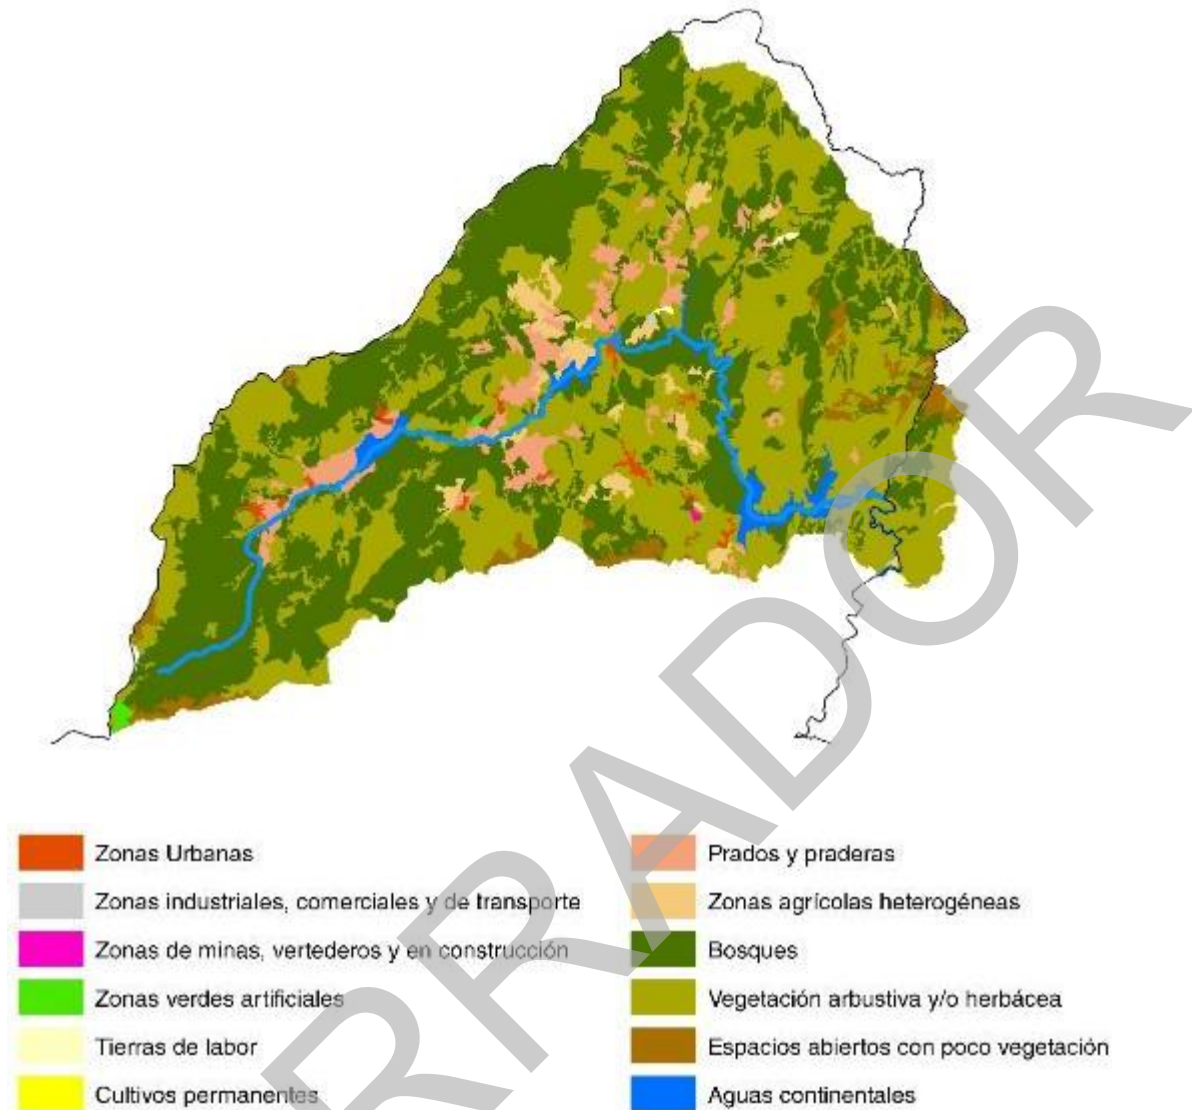 Zonas Urbanas
Zonas industriales, comerciales y de transporte
Zonas de minas, vertederos y en construcción
Zonas verdes artificiales
Tierras de labor
Cultivos permanentes
Prados y praderas
Zonas agrícolas heterogéneas
Bosques
Vegetación arbustiva y/o herbácea
Espacios abiertos con poco vegetación
Aguas continentales
RRADOR